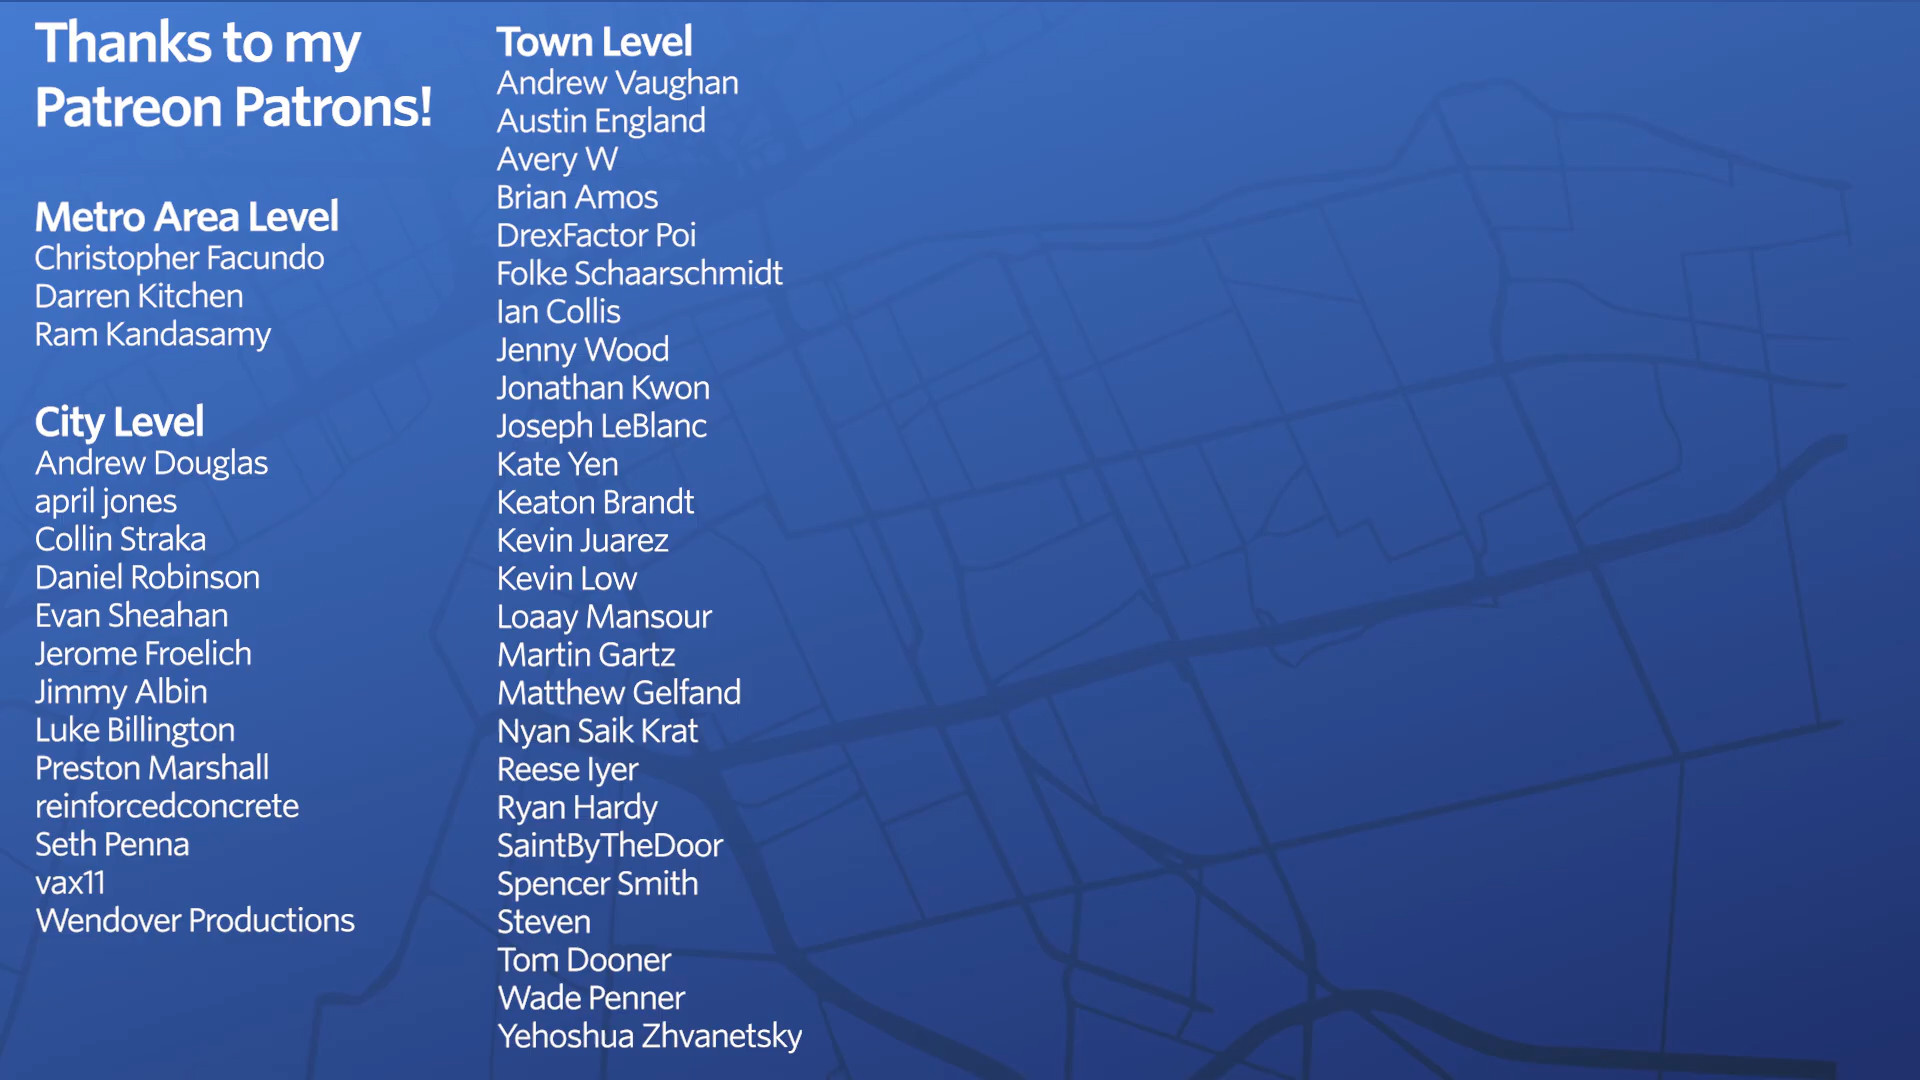 Thanks to my
Patreon Patrons!
Metro Area Level
Christopher Facundo
Darren Kitchen
Ram Kandasamy
City Level
Andrew Douglas
april jones
Collin Straka
Daniel Robinson
Evan Sheahan
Jerome Froelich
Jimmy Albin
Luke Billington
Preston Marshall
reinforcedconcrete
Seth Penna
vax11
Wendover Productions
Town Level
Andrew Vaughan
Austin England
Avery W
Brian Amos
DrexFactor Poi
Folke Schaarschmidt
Ian Collis
Jenny Wood
Jonathan Kwon
Joseph LeBlanc
Kate Yen
Keaton Brandt
Kevin Juarez
Kevin Low
Loaay Mansour
Martin Gartz
Matthew Gelfand
Nyan Saik Krat
Reese Iyer
Ryan Hardy
SaintByTheDoor
Spencer Smith
Steven
Tom Dooner
Wade Penner
Yehoshua Zhvanetsky